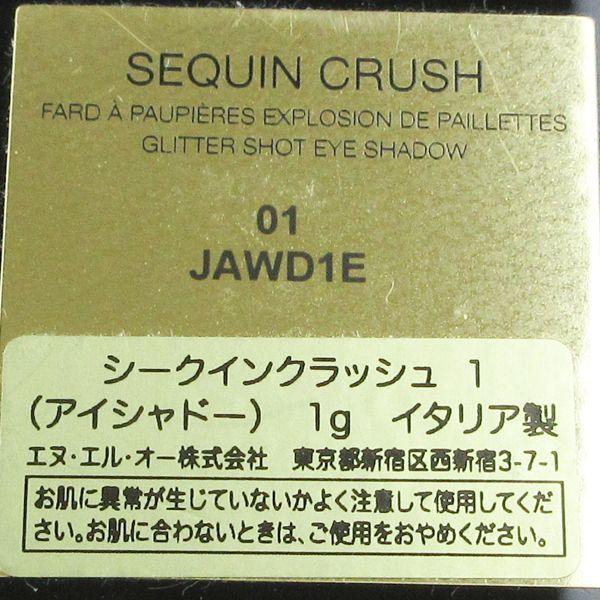 SEQUIN CRUSH
FARD À PAUPIÈRES EXPLOSION DE PAILLETTES
GLITTER SHOT EYE SHADOW
01
JAWD1E
シークインクラッシュ 1
(アイシャドー) 1g イタリア製
エヌ・エル・オー株式会社 東京都新宿区西新宿3-7-1
お肌に異常が生じていないかよく注意して使用してくだ
さい。お肌に合わないときは、ご使用をおやめください。